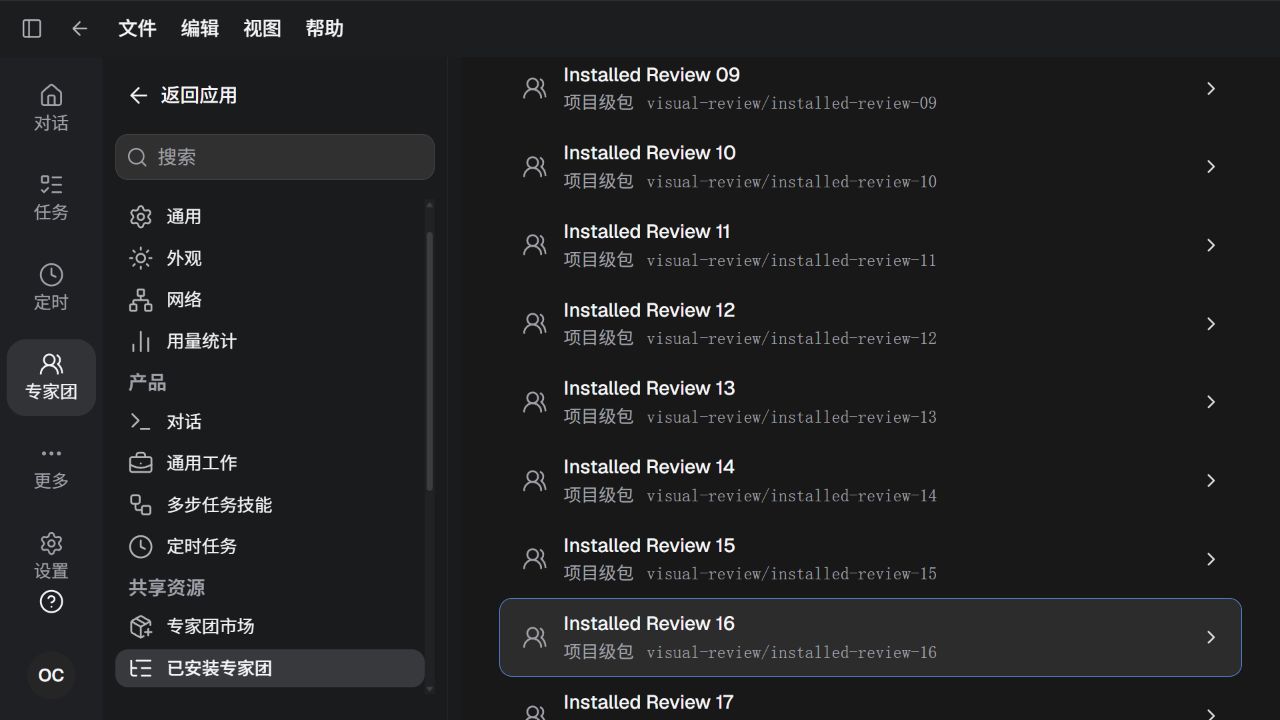 文件 编辑 视图 帮助
对话
任务
定时
专家团
更多
设置
OC
返回应用
搜索
通用
外观
网络
用量统计
产品
对话
通用工作
多步任务技能
定时任务
共享资源
专家团市场
已安装专家团
Installed Review 09
项目级包 visual-review/installed-review-09
Installed Review 10
项目级包 visual-review/installed-review-10
Installed Review 11
项目级包 visual-review/installed-review-11
Installed Review 12
项目级包 visual-review/installed-review-12
Installed Review 13
项目级包 visual-review/installed-review-13
Installed Review 14
项目级包 visual-review/installed-review-14
Installed Review 15
项目级包 visual-review/installed-review-15
Installed Review 16
项目级包 visual-review/installed-review-16
Installed Review 17